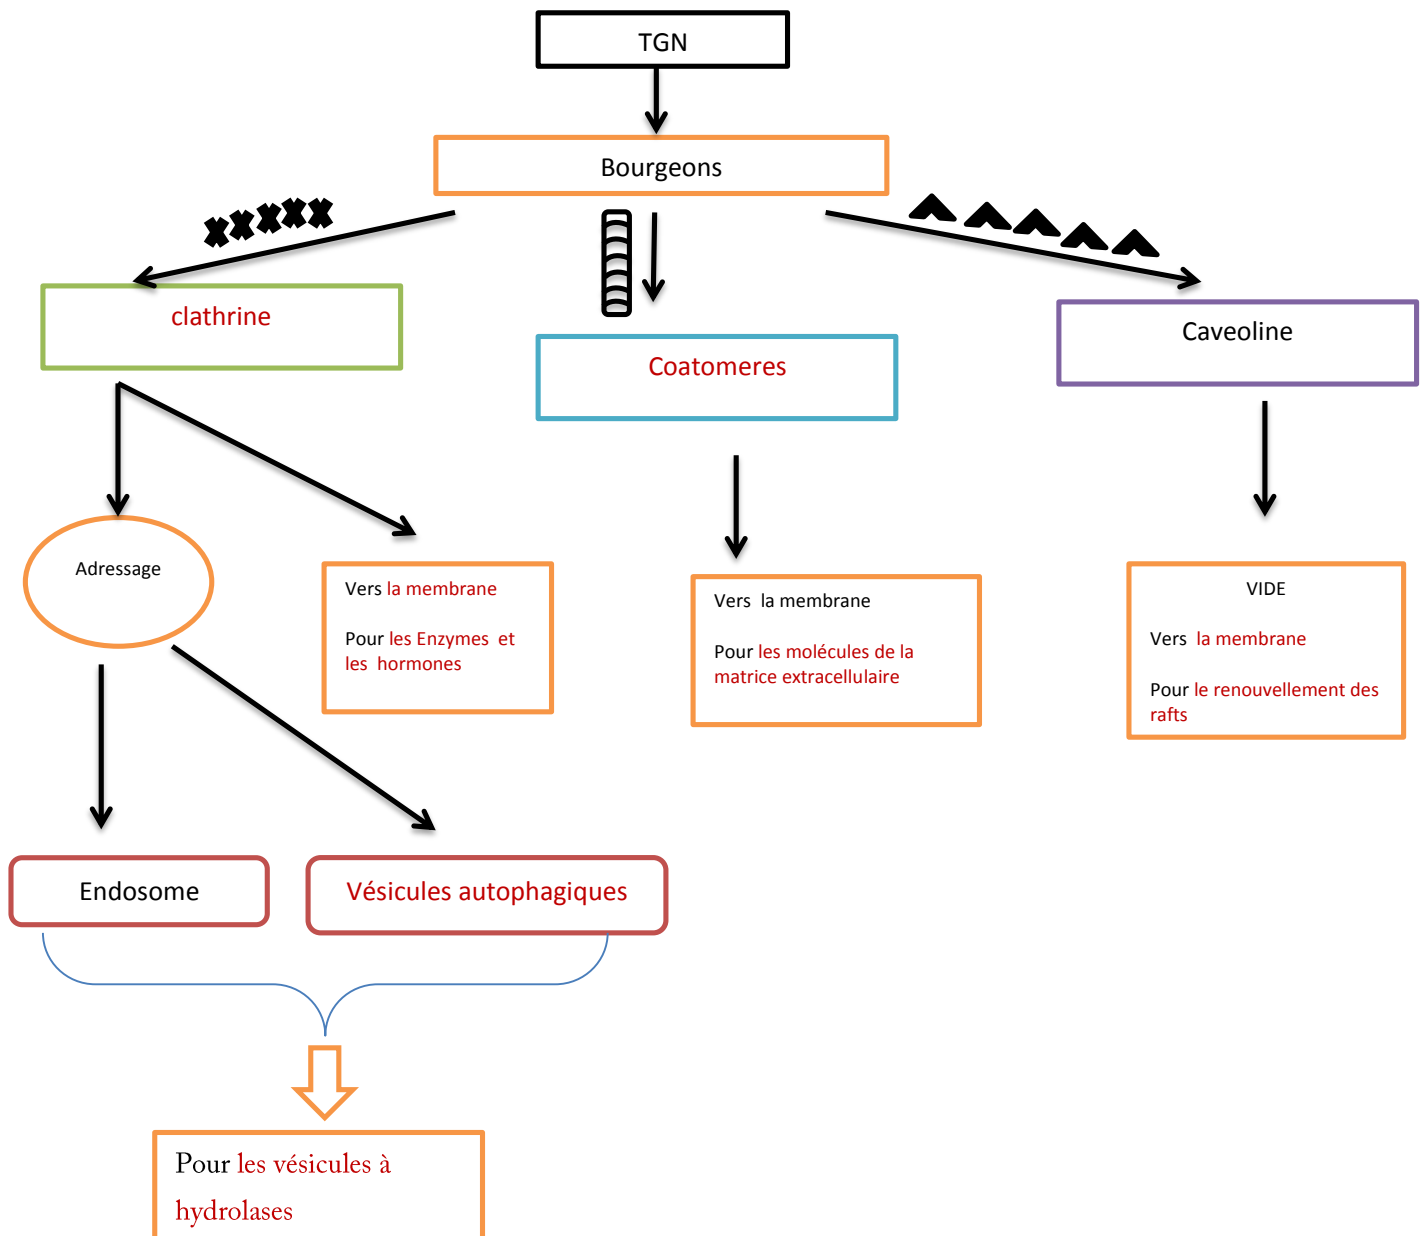 TGN
Bourgeons
clathrine
Coatomeres
Caveoline
Adressage
Vers la membrane
Pour les Enzymes et
les hormones
Vers la membrane
Pour les molécules de la
matrice extracellulaire
VIDE
Vers la membrane
Pour le renouvellement des
rafts
Endosome
Vésicules autophagiques
Pour les vésicules à
hydrolases